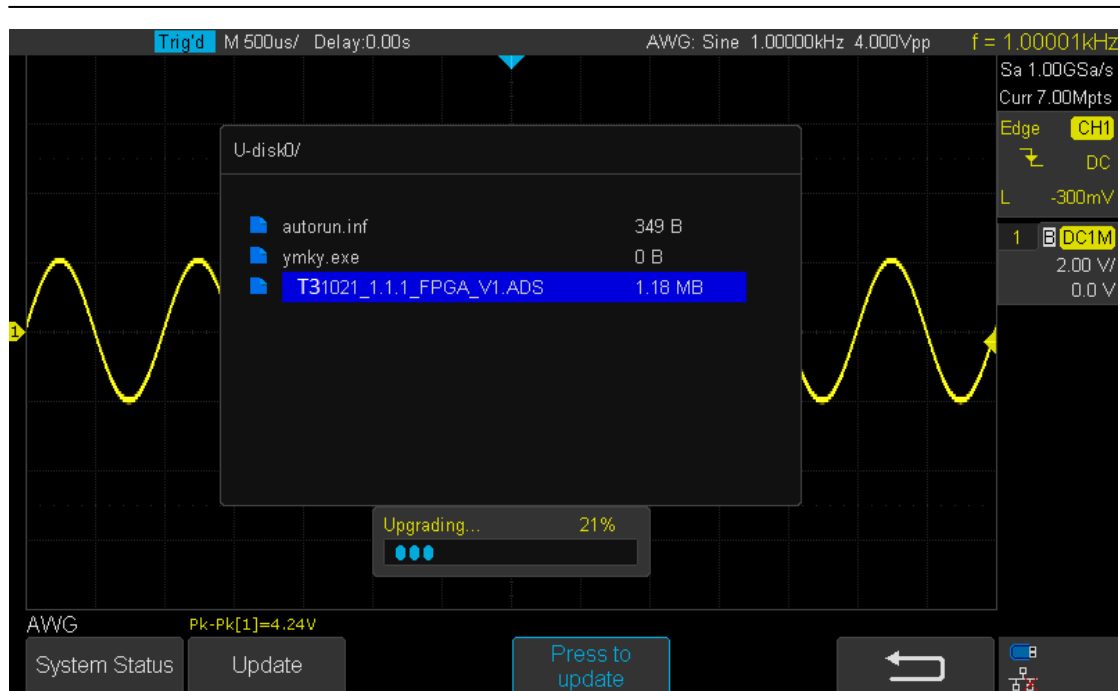 Trig'd M 500us/ Delay:0.00s AWG: Sine 1.00000kHz 4.000Vpp f = 1.00001kHz
Sa 1.00GSa/s
Curr 7.00Mpts
Edge CH1
DC
L -300mV
1 B DC1M
2.00 V/
0.0 V
U-disk0/
autorun.inf 349 B
ymky.exe 0 B
T31021_1.1.1_FPGA_V1.ADS 1.18 MB
1
Upgrading... 21%
AWG Pk-Pk[1]=4.24V
System Status Update Press to
update